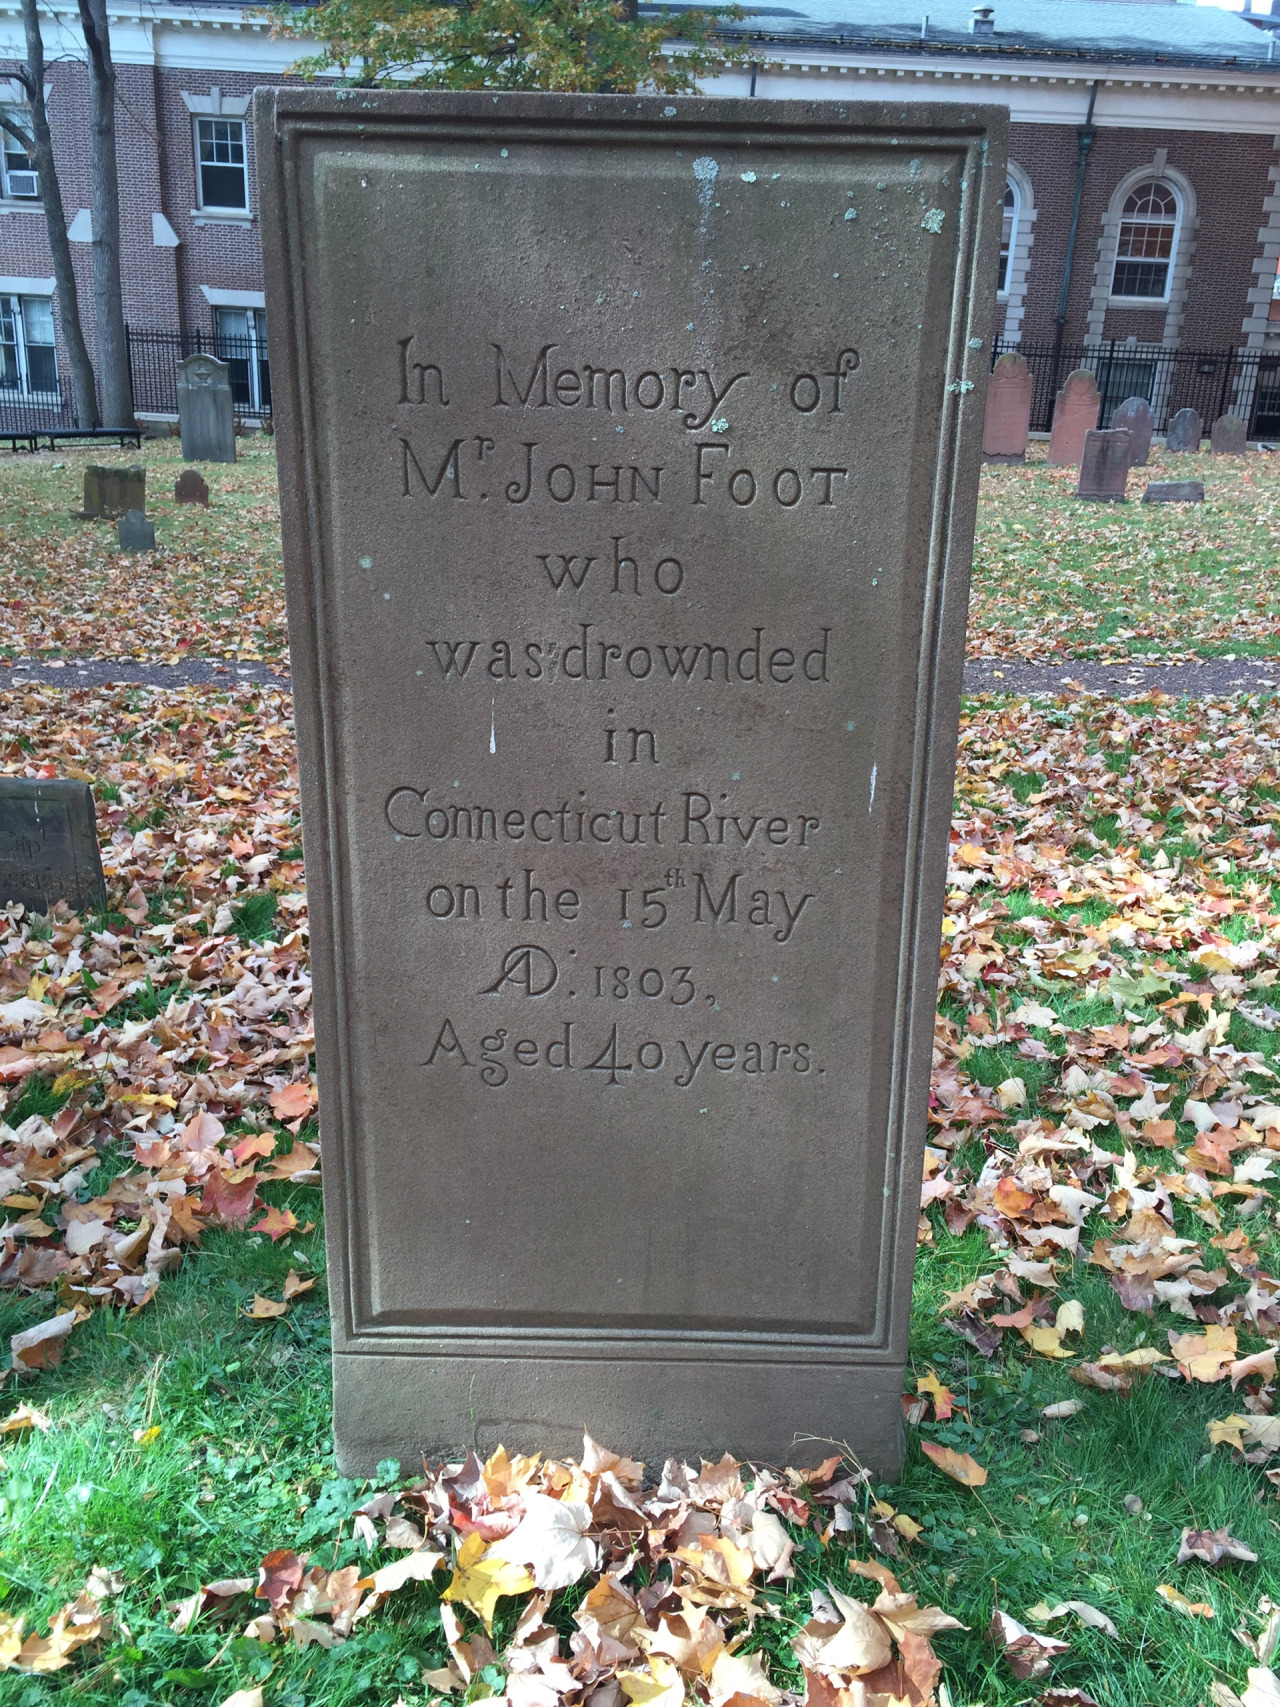 In Memory of
Mr. JOHN FOOT
who
was drownded
in
Connecticut River
on the 15th May
AD. 1803,
Aged 40 years.